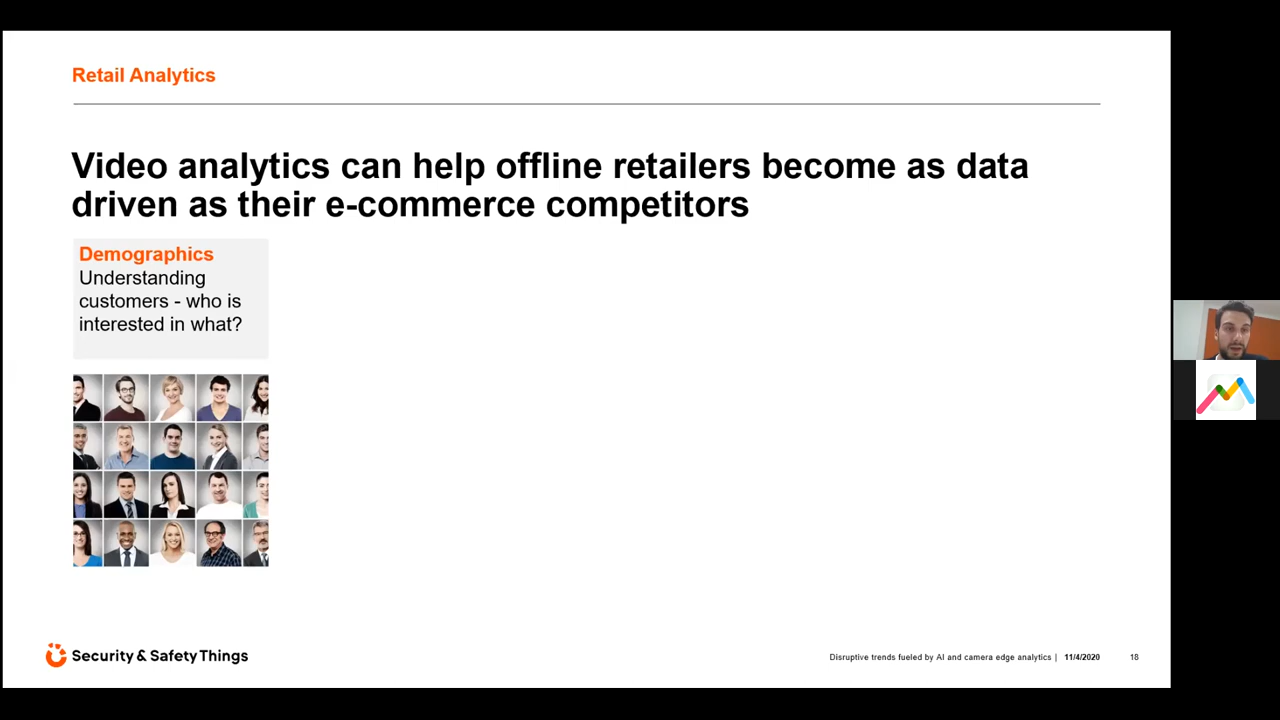 Retail Analytics
Video analytics can help offline retailers become as data
driven as their e-commerce competitors
Demographics
Understanding
customers - who is
interested in what?
Security & Safety Things
Disruptive trends fueled by AI and camera edge analytics | 11/4/2020 18